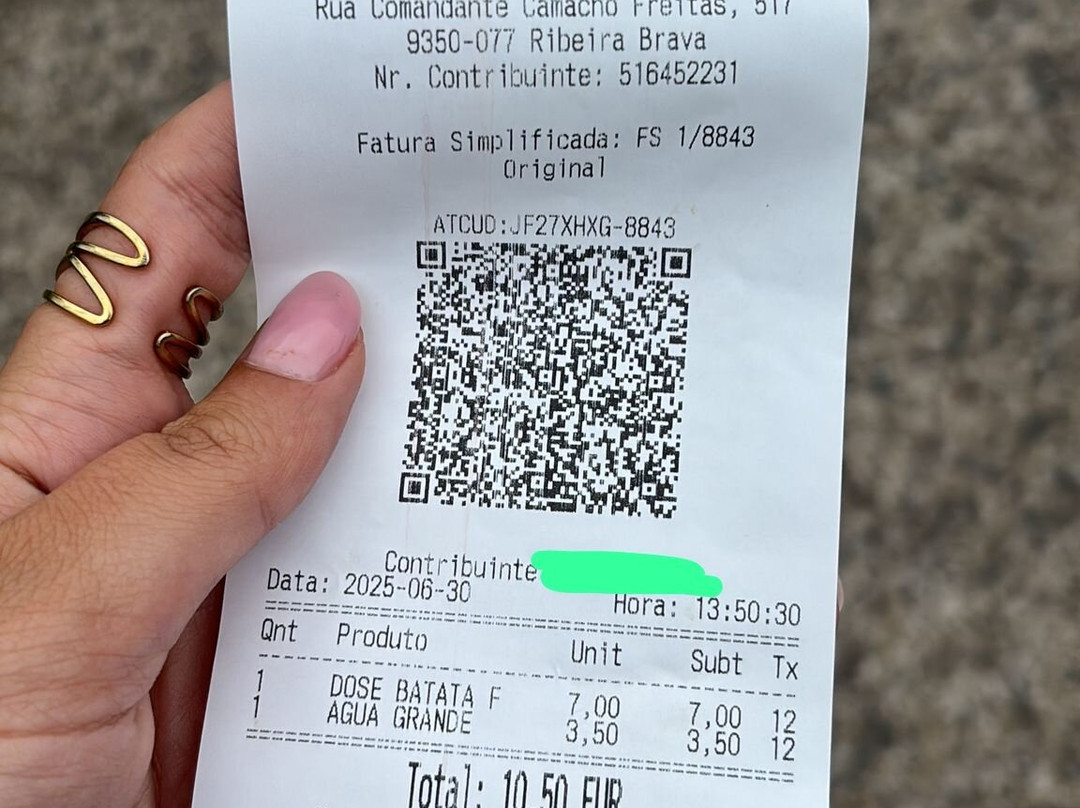 Rua Comandante Camacho Freitas, 517
9350-077 Ribeira Brava
Nr. Contribuinte: 516452231
Fatura Simplificada: FS 1/8843
Original
ATCUD:JF27XHXG-8843
Contribuinte
Data: 2025-06-30 Hora: 13:50:30
Qnt Produto Unit Subt Tx
1 DOSE BATATA F 7,00 7,00 12
1 AGUA GRANDE 3,50 3,50 12
Total: 10,50 EUR